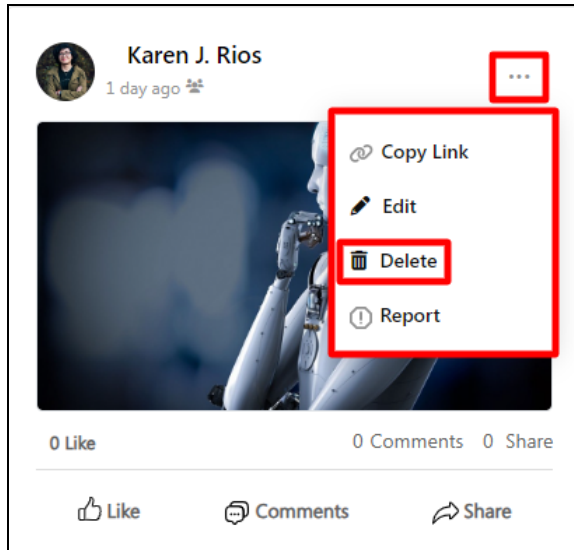 Karen J. Rios
1 day ago
...
Copy Link
Edit
Delete
Report
0 Like
0 Comments 0 Share
Like Comments Share